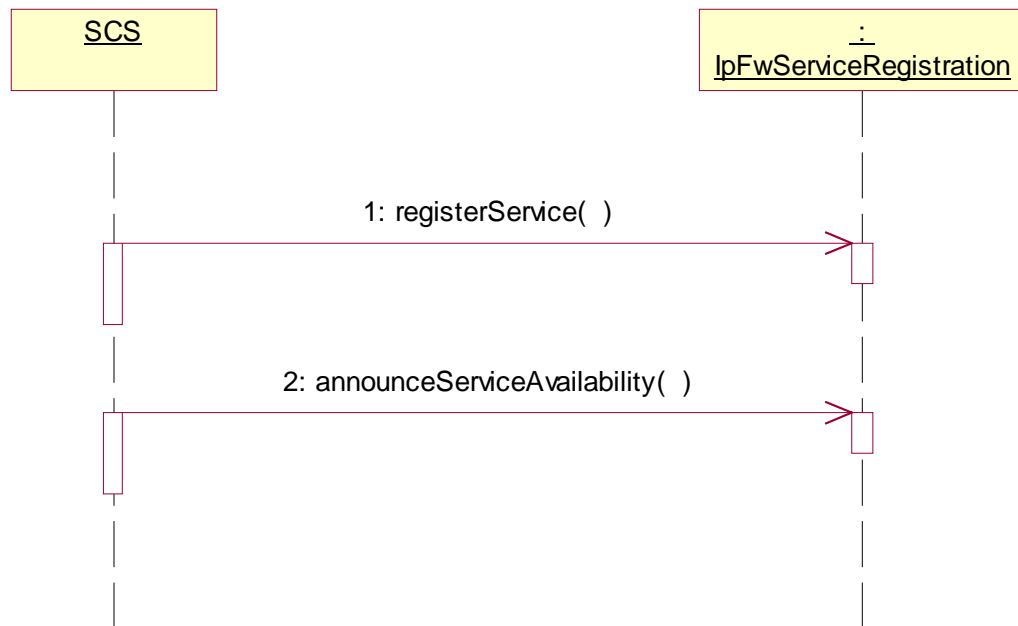 SCS
:
IpFwServiceRegistration
1: registerService(  )
2: announceServiceAvailability(  )